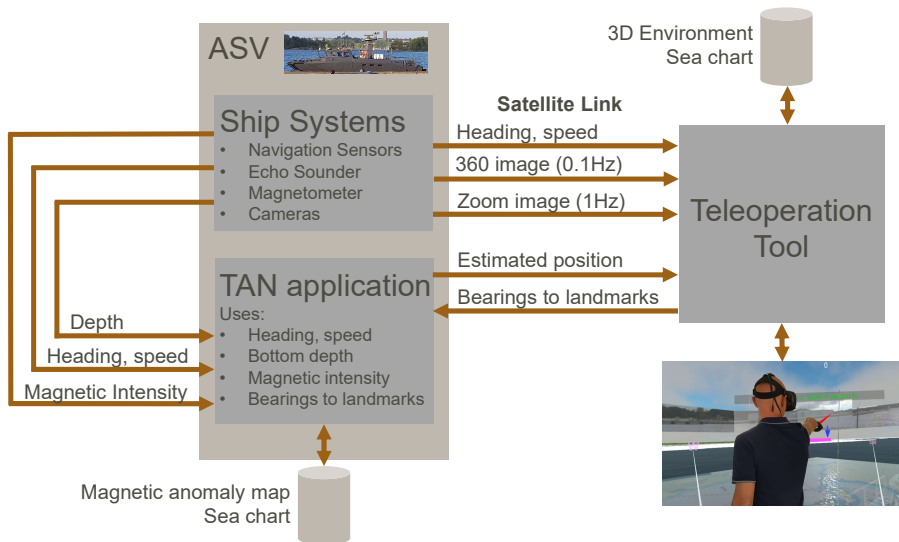 ASV
3D Environment
Sea chart
Ship Systems
• Navigation Sensors
• Echo Sounder
• Magnetometer
• Cameras
Satellite Link
Heading, speed
360 image (0.1Hz)
Zoom image (1Hz)
Teleoperation
Tool
TAN application
Uses:
• Heading, speed
• Bottom depth
• Magnetic intensity
• Bearings to landmarks
Estimated position
Bearings to landmarks
Depth
Heading, speed
Magnetic Intensity
Magnetic anomaly map
Sea chart
0